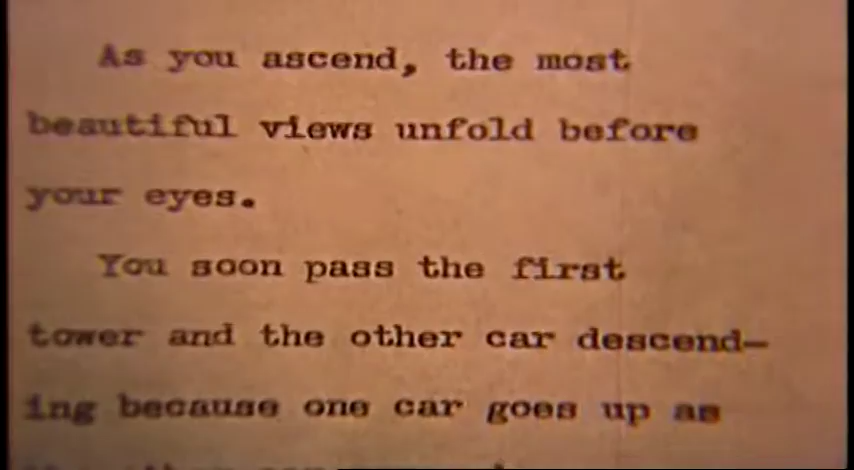 As you ascend, the most
beautiful views unfold before
your eyes.
You soon pass the first
tower and the other car descend-
ing because one car goes up as